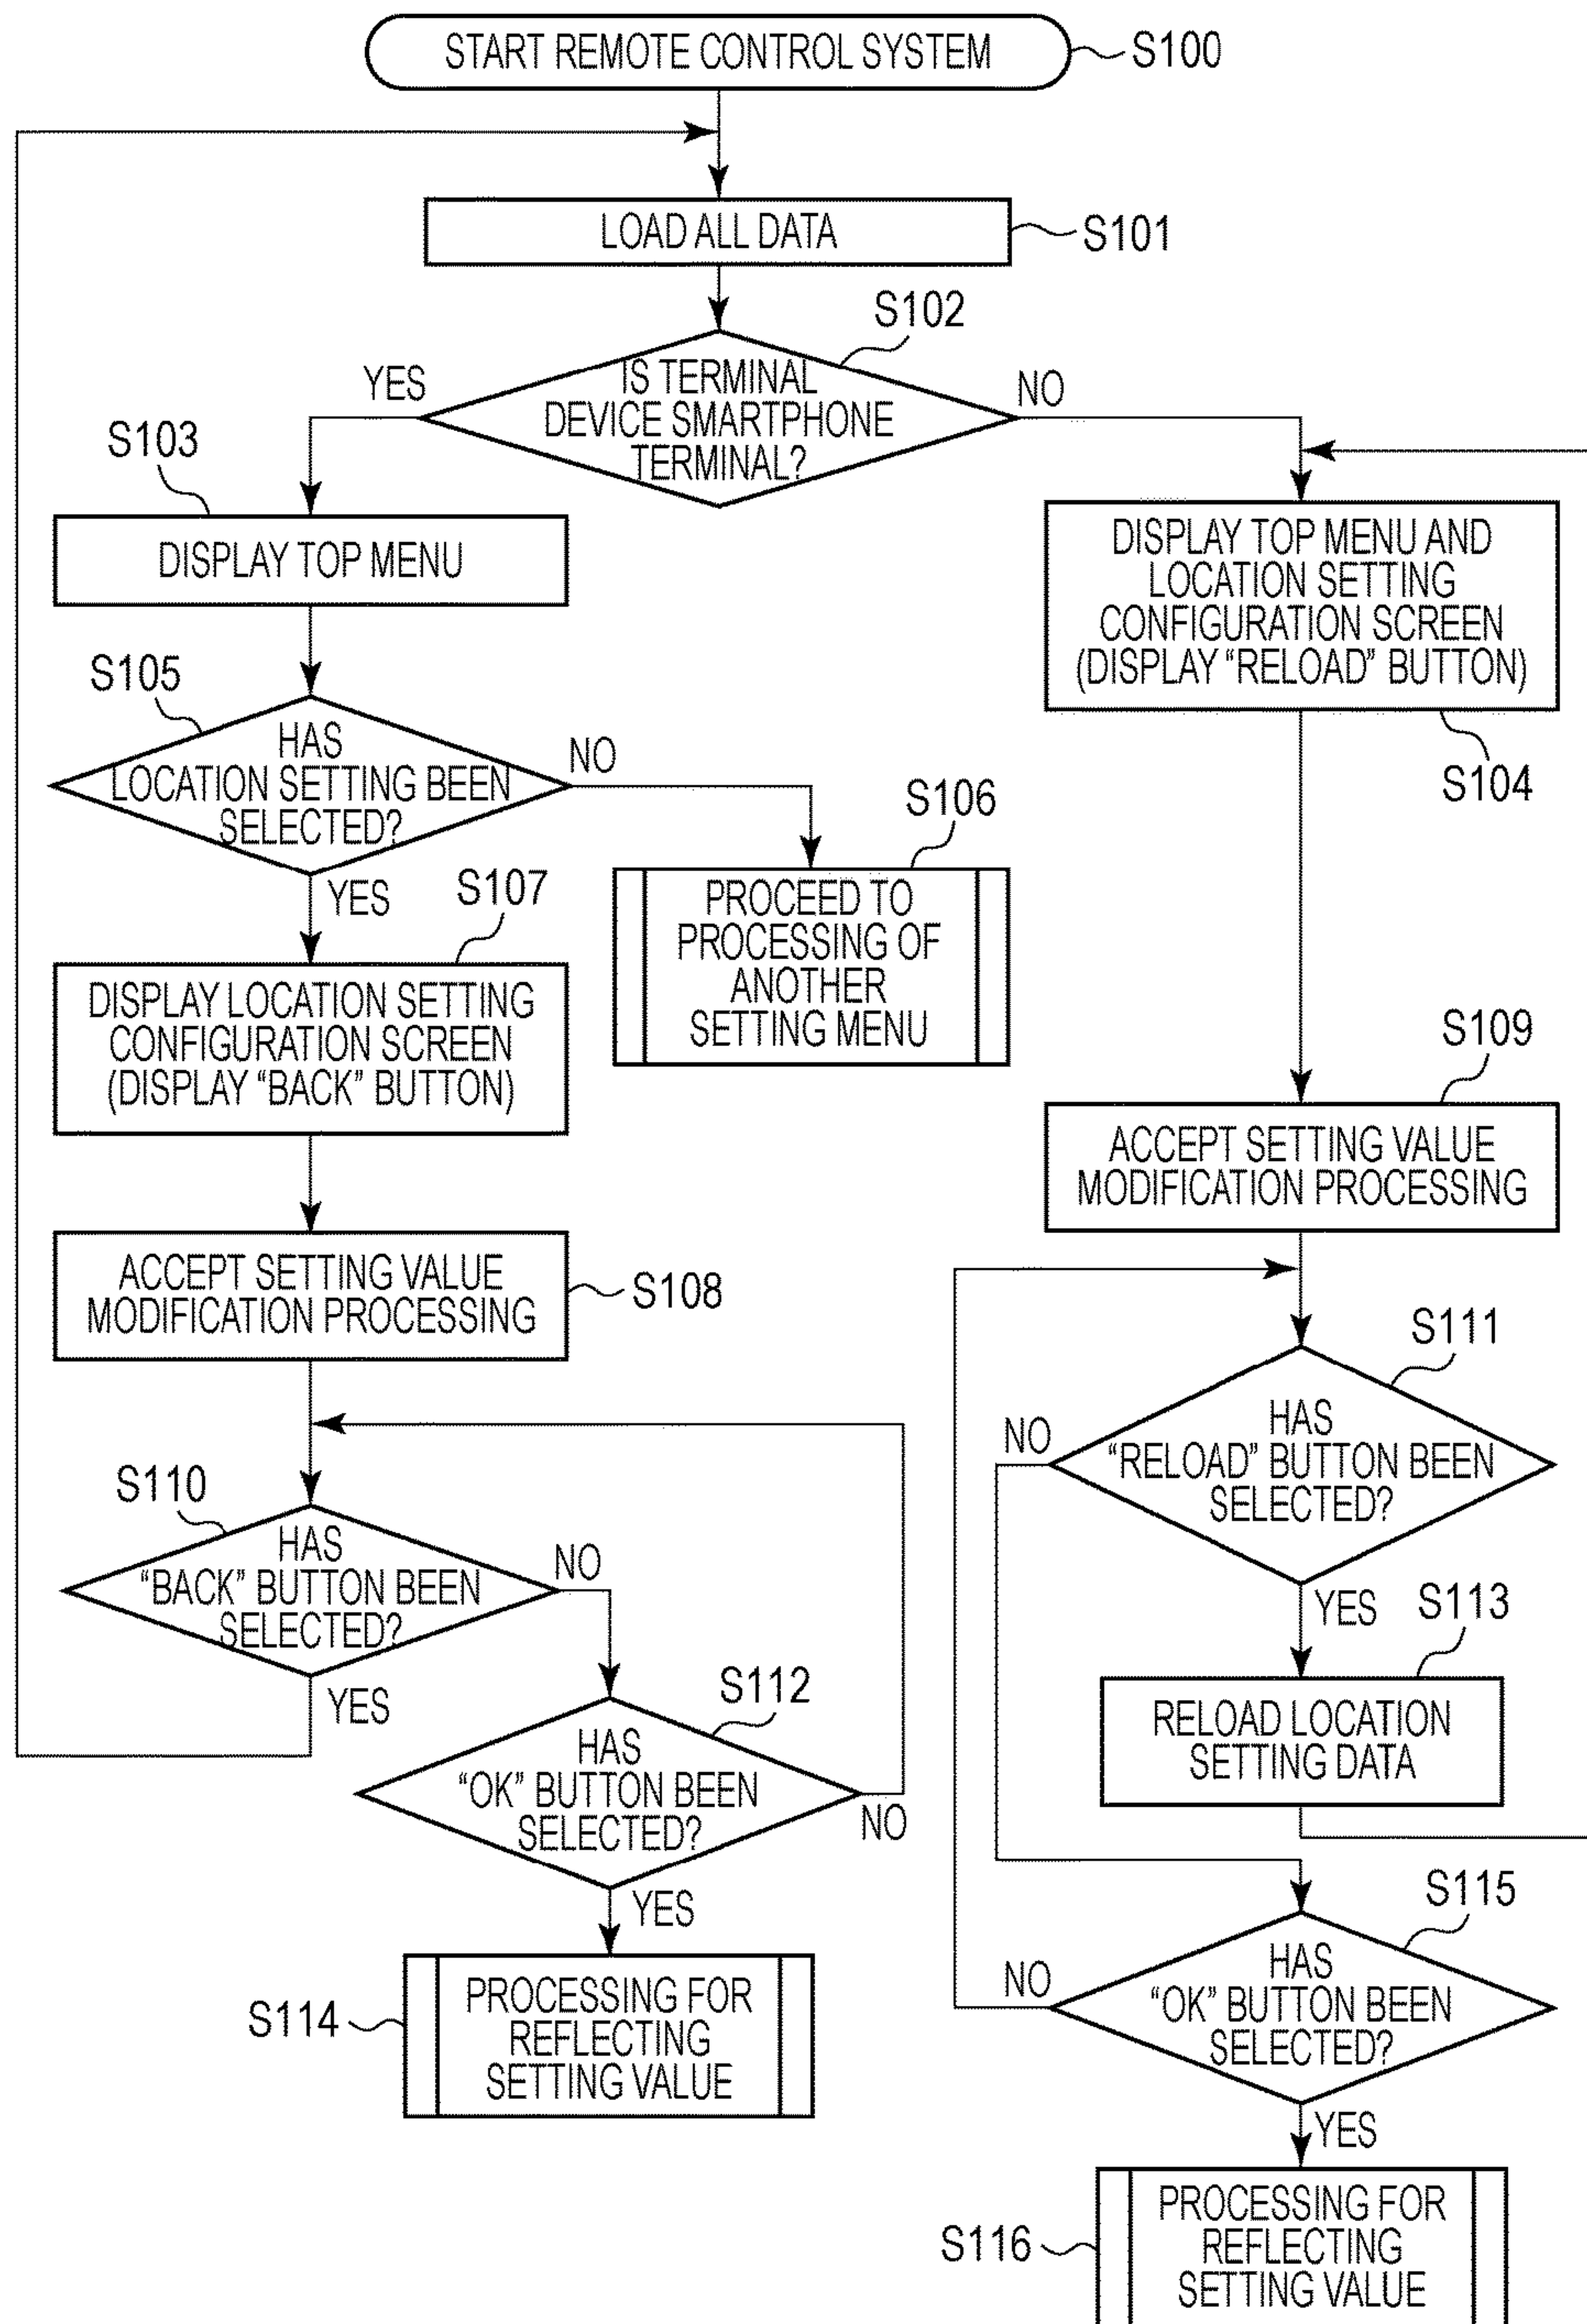 START REMOTE CONTROL SYSTEM
S100
LOAD ALL DATA
S101
S102
IS TERMINAL
DEVICE SMARTPHONE
TERMINAL?
YES
NO
S103
DISPLAY TOP MENU
DISPLAY TOP MENU AND
LOCATION SETTING
CONFIGURATION SCREEN
(DISPLAY “RELOAD” BUTTON)
S104
S105
HAS
LOCATION SETTING BEEN
SELECTED?
NO
YES
S106
PROCEED TO
PROCESSING OF
ANOTHER
SETTING MENU
S107
DISPLAY LOCATION SETTING
CONFIGURATION SCREEN
(DISPLAY “BACK” BUTTON)
S109
ACCEPT SETTING VALUE
MODIFICATION PROCESSING
ACCEPT SETTING VALUE
MODIFICATION PROCESSING
S108
S111
HAS
“RELOAD” BUTTON BEEN
SELECTED?
NO
YES
S110
HAS
“BACK” BUTTON BEEN
SELECTED?
NO
YES
S113
RELOAD LOCATION
SETTING DATA
S112
HAS
“OK” BUTTON BEEN
SELECTED?
NO
YES
S115
HAS
“OK” BUTTON BEEN
SELECTED?
NO
YES
S114
PROCESSING FOR
REFLECTING
SETTING VALUE
S116
PROCESSING FOR
REFLECTING
SETTING VALUE